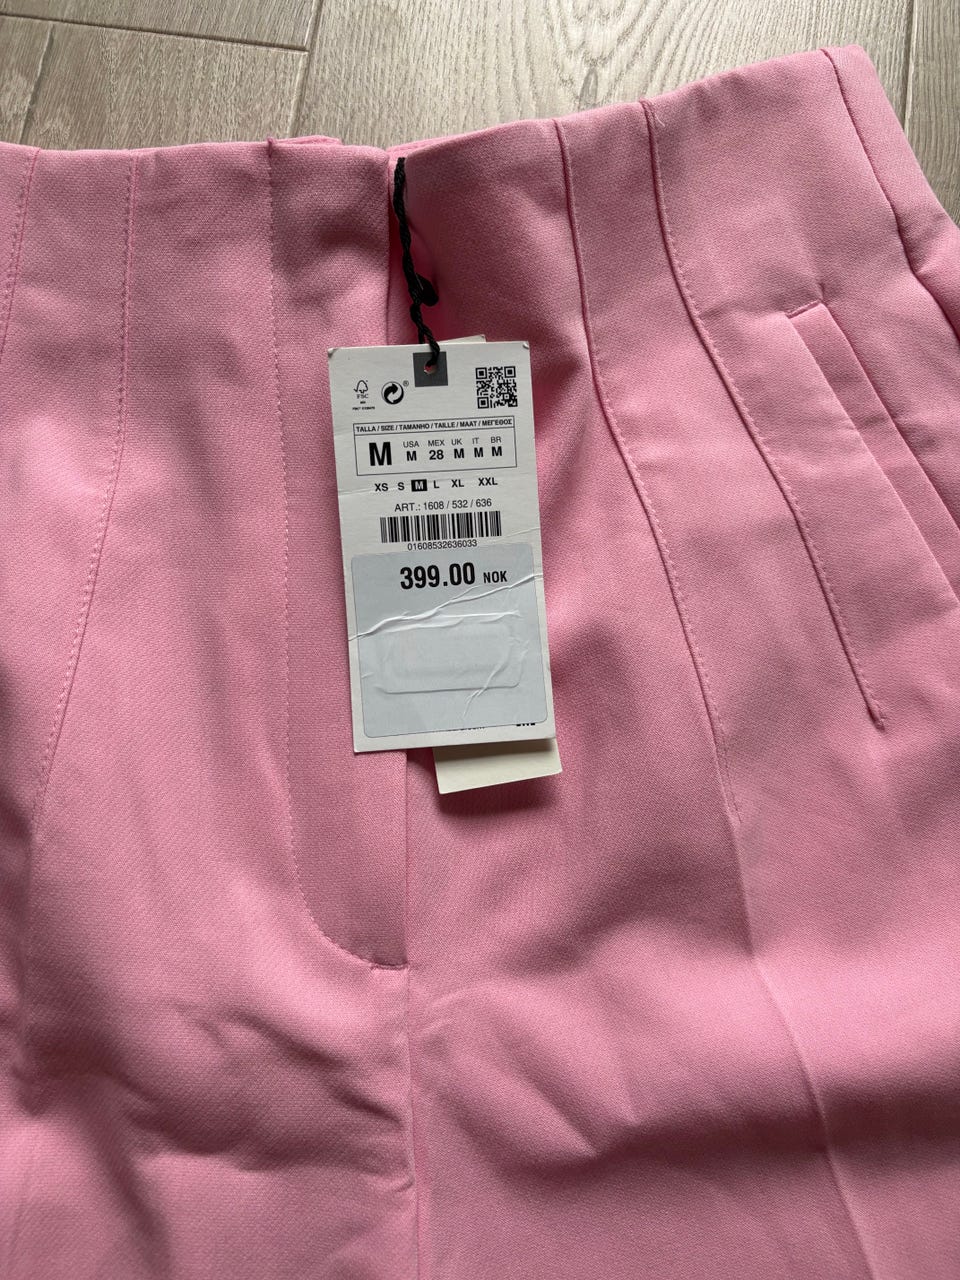 FSC
MIX
®
TALLA / SIZE / TAMANHO / TAILLE / MAAT / ΜΕΓΕΘΟΣ
M
USA MEX UK IT BR
M 28 M M M
XS S M L XL XXL
ART.: 1608 / 532 / 636
01608532636033
399.00 NOK